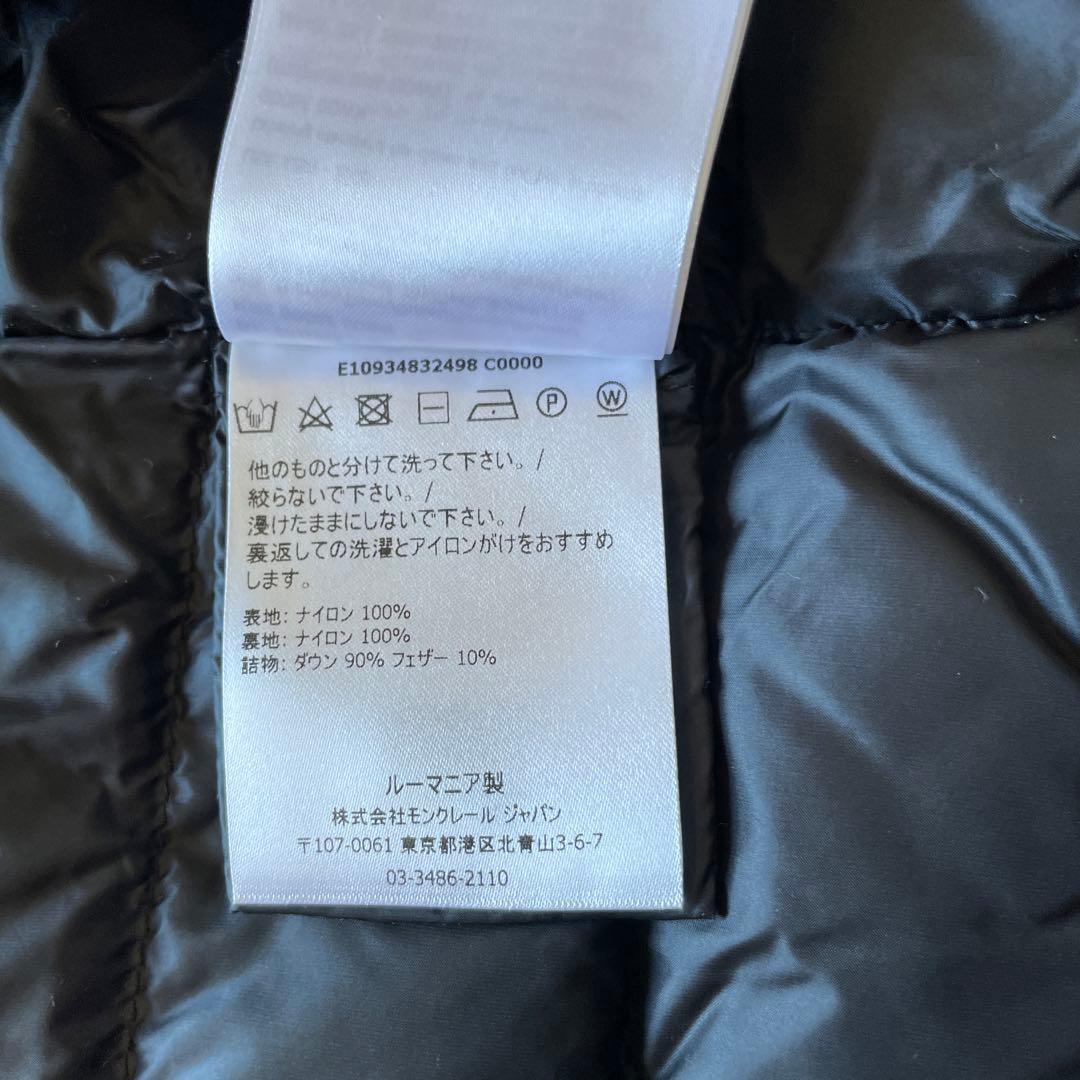 E10934832498 C0000
P W
他のものと分けて洗って下さい。/
絞らないで下さい。/
浸けたままにしないで下さい。/
裏返しての洗濯とアイロンがけをおすすめ
します。
表地: ナイロン 100%
裏地: ナイロン 100%
詰物: ダウン 90% フェザー 10%
ルーマニア製
株式会社モンクレール ジャパン
〒107-0061 東京都港区北青山3-6-7
03-3486-2110